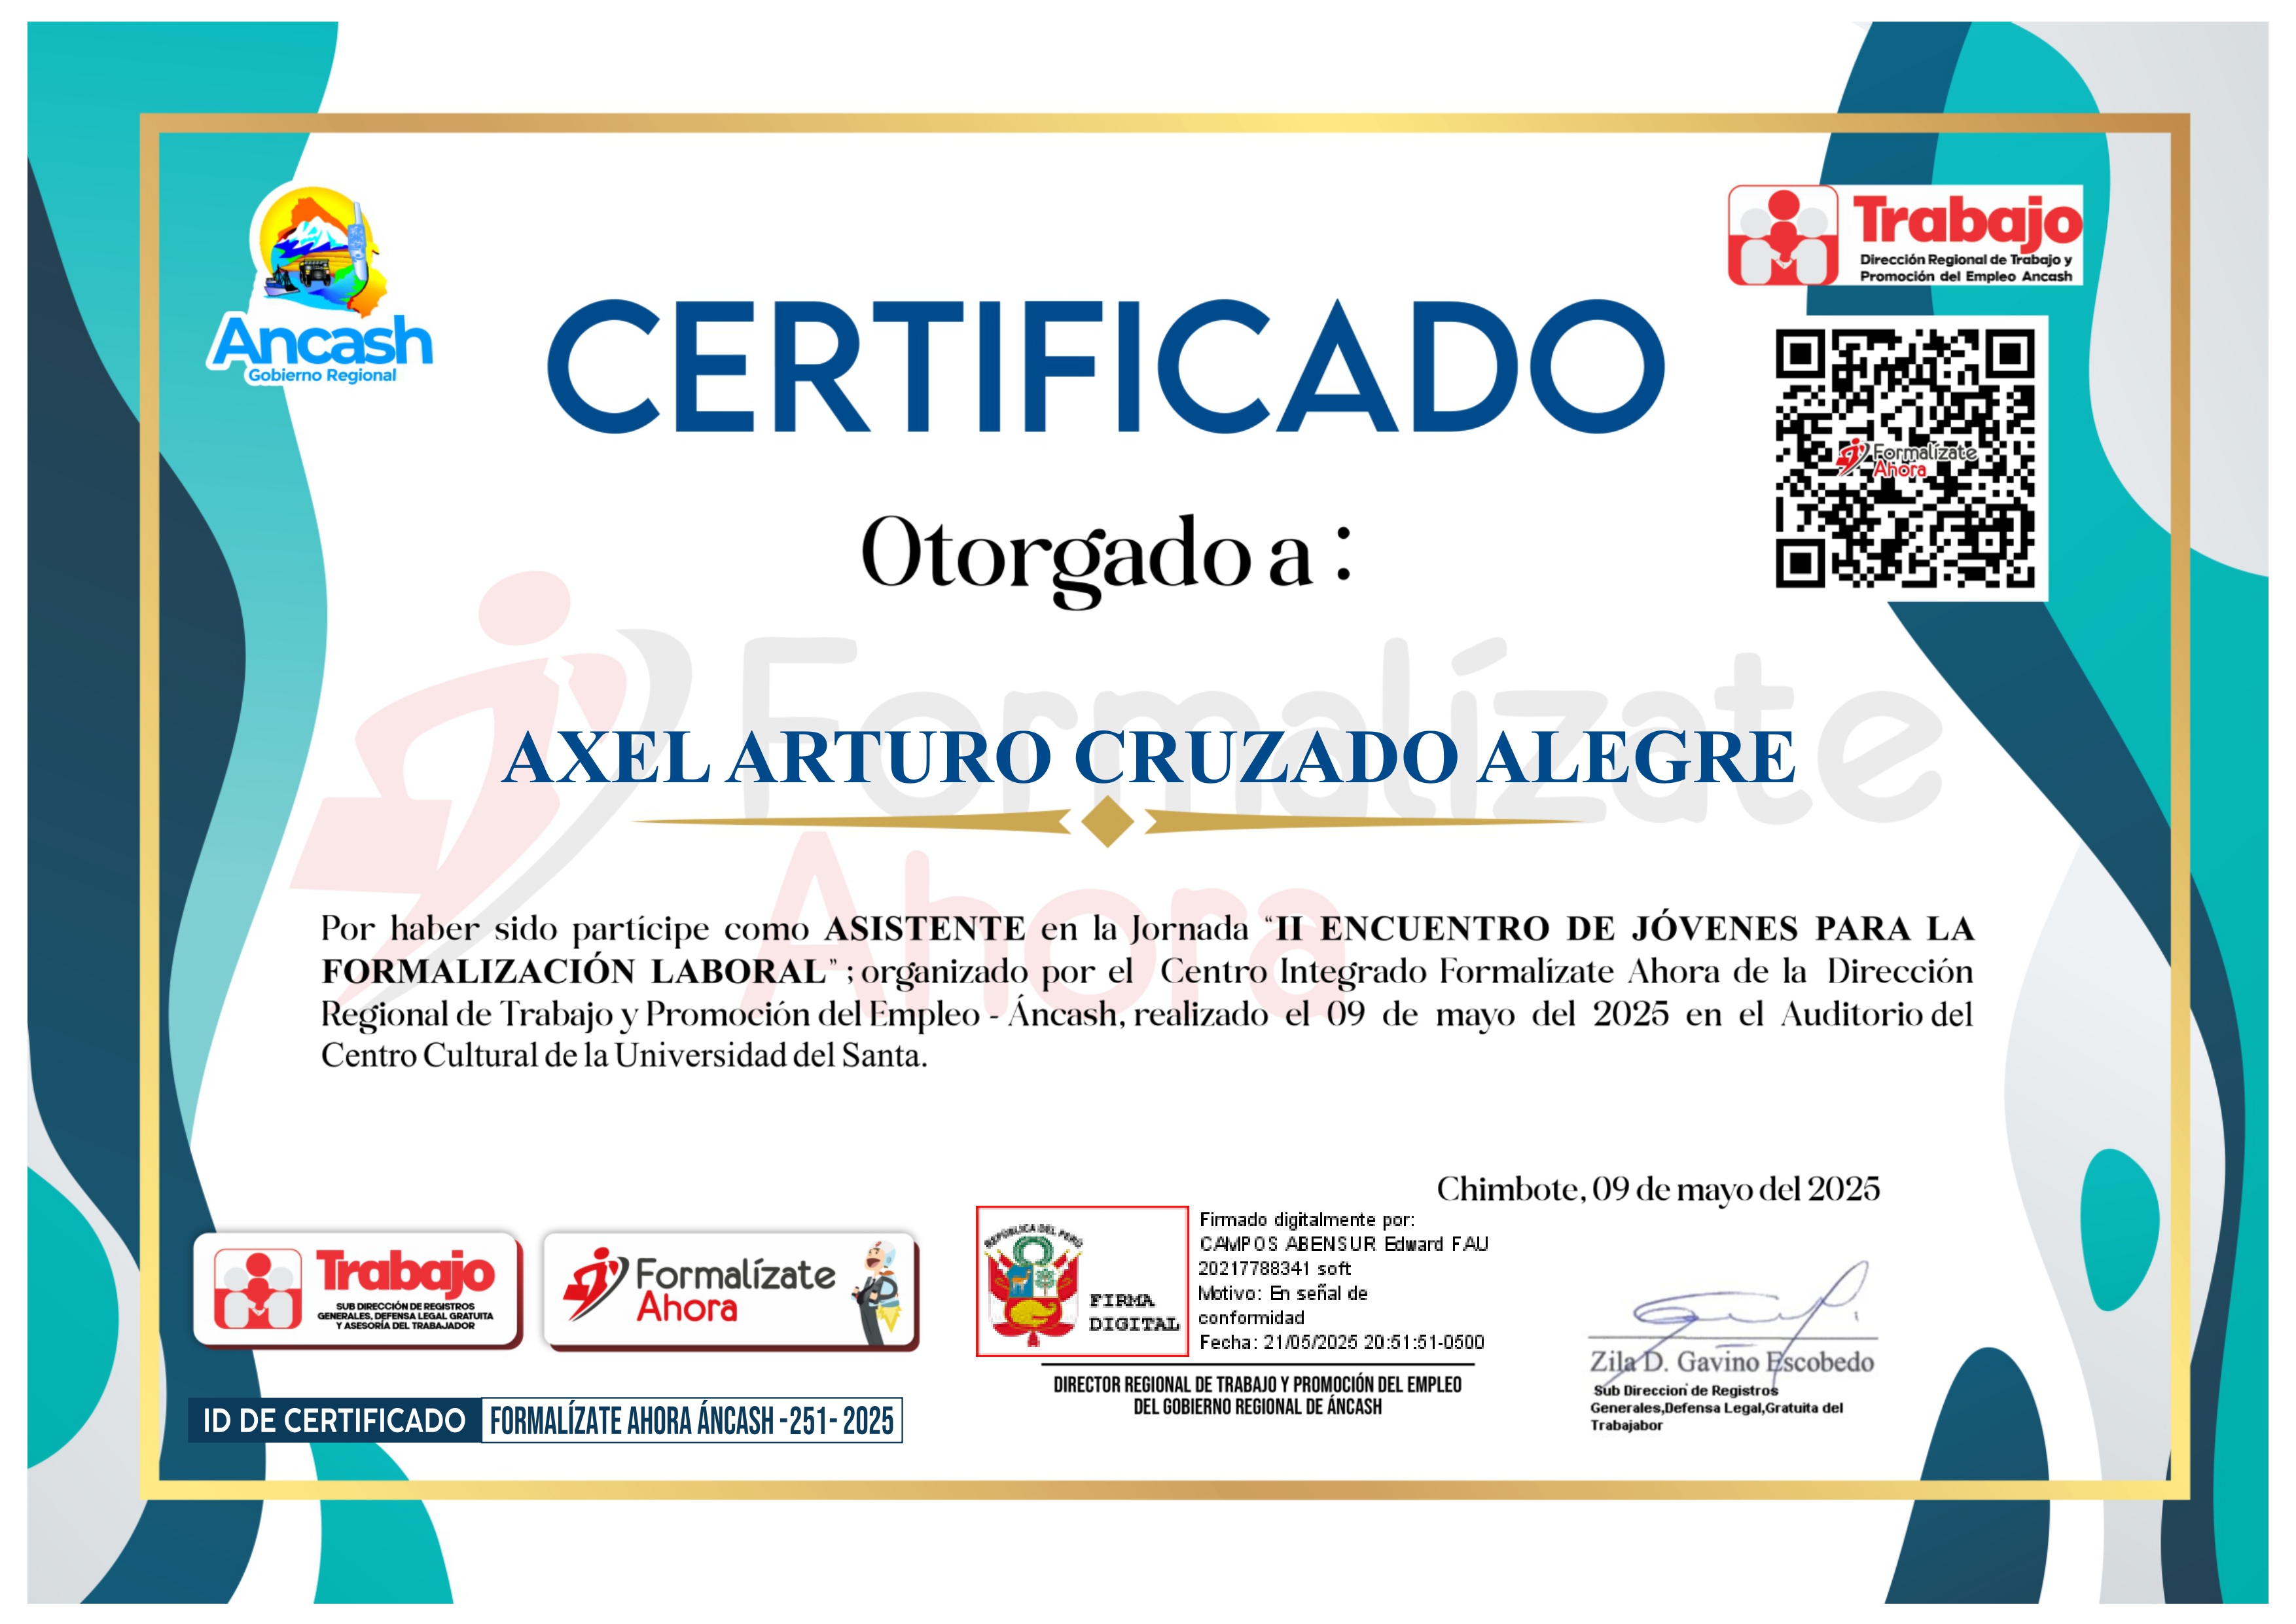 Ancash
Gobierno Regional
Trabajo
Dirección Regional de Trabajo y
Promoción del Empleo Ancash
CERTIFICADO
Formalízate
Ahora
Otorgado a :
Formalízate
Ahora
AXEL ARTURO CRUZADO ALEGRE
Por haber sido partícipe como ASISTENTE en la Jornada “II ENCUENTRO DE JÓVENES PARA LA
FORMALIZACIÓN LABORAL” ; organizado por el Centro Integrado Formalízate Ahora de la Dirección
Regional de Trabajo y Promoción del Empleo - Áncash, realizado el 09 de mayo del 2025 en el Auditorio del
Centro Cultural de la Universidad del Santa.
Chimbote, 09 de mayo del 2025
Trabajo
SUB DIRECCIÓN DE REGISTROS
GENERALES, DEFENSA LEGAL GRATUITA
Y ASESORÍA DEL TRABAJADOR
Formalízate
Ahora
REPÚBLICA DEL PERÚ
FIRMA
DIGITAL
Firmado digitalmente por:
CAMPOS ABENSUR Edward FAU
20217788341 soft
Motivo: En señal de
conformidad
Fecha: 21/05/2025 20:51:51-0500
DIRECTOR REGIONAL DE TRABAJO Y PROMOCIÓN DEL EMPLEO
DEL GOBIERNO REGIONAL DE ÁNCASH
Zila D. Gavino Escobedo
Sub Direccion de Registros
Generales,Defensa Legal,Gratuita del
Trabajabor
ID DE CERTIFICADO FORMALÍZATE AHORA ÁNCASH -251- 2025